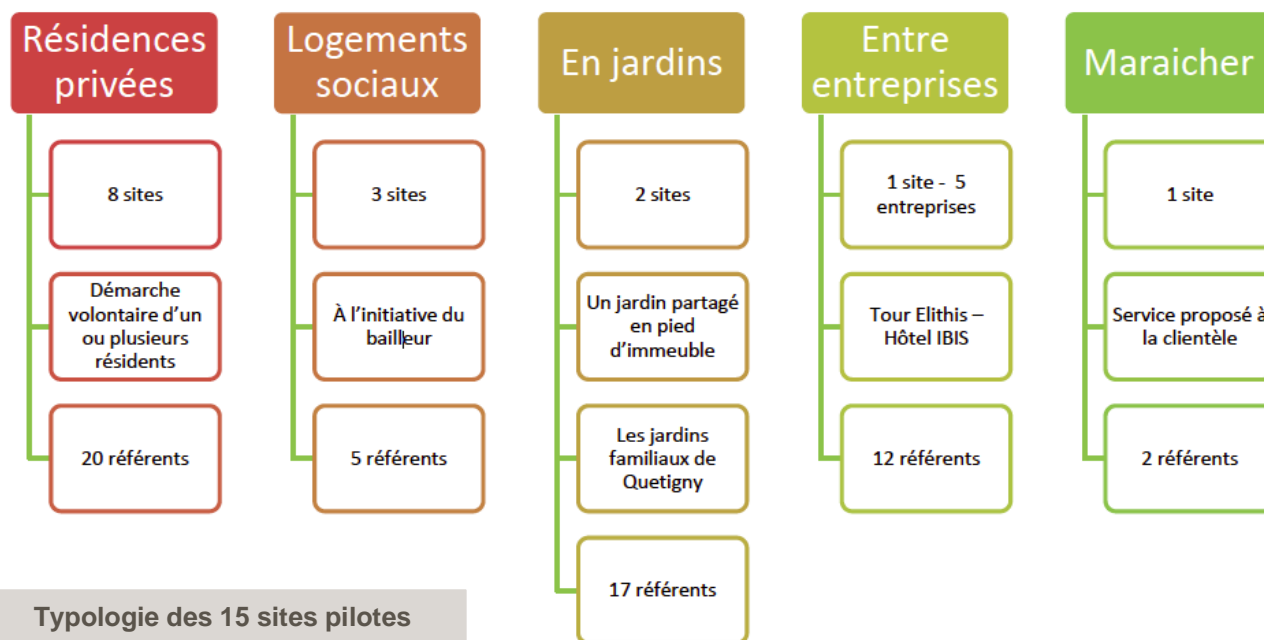 Résidences
privées
8 sites
Démarche
volontaire d'un
ou plusieurs
résidents
20 référents
Logements
sociaux
3 sites
À l'initiative du
bailleur
5 référents
En jardins
2 sites
Un jardin partagé
en pied
d'immeuble
Les jardins
familiaux de
Quetigny
17 référents
Entre
entreprises
1 site - 5
entreprises
Tour Elithis –
Hôtel IBIS
12 référents
Maraicher
1 site
Service proposé à
la clientèle
2 référents
Typologie des 15 sites pilotes